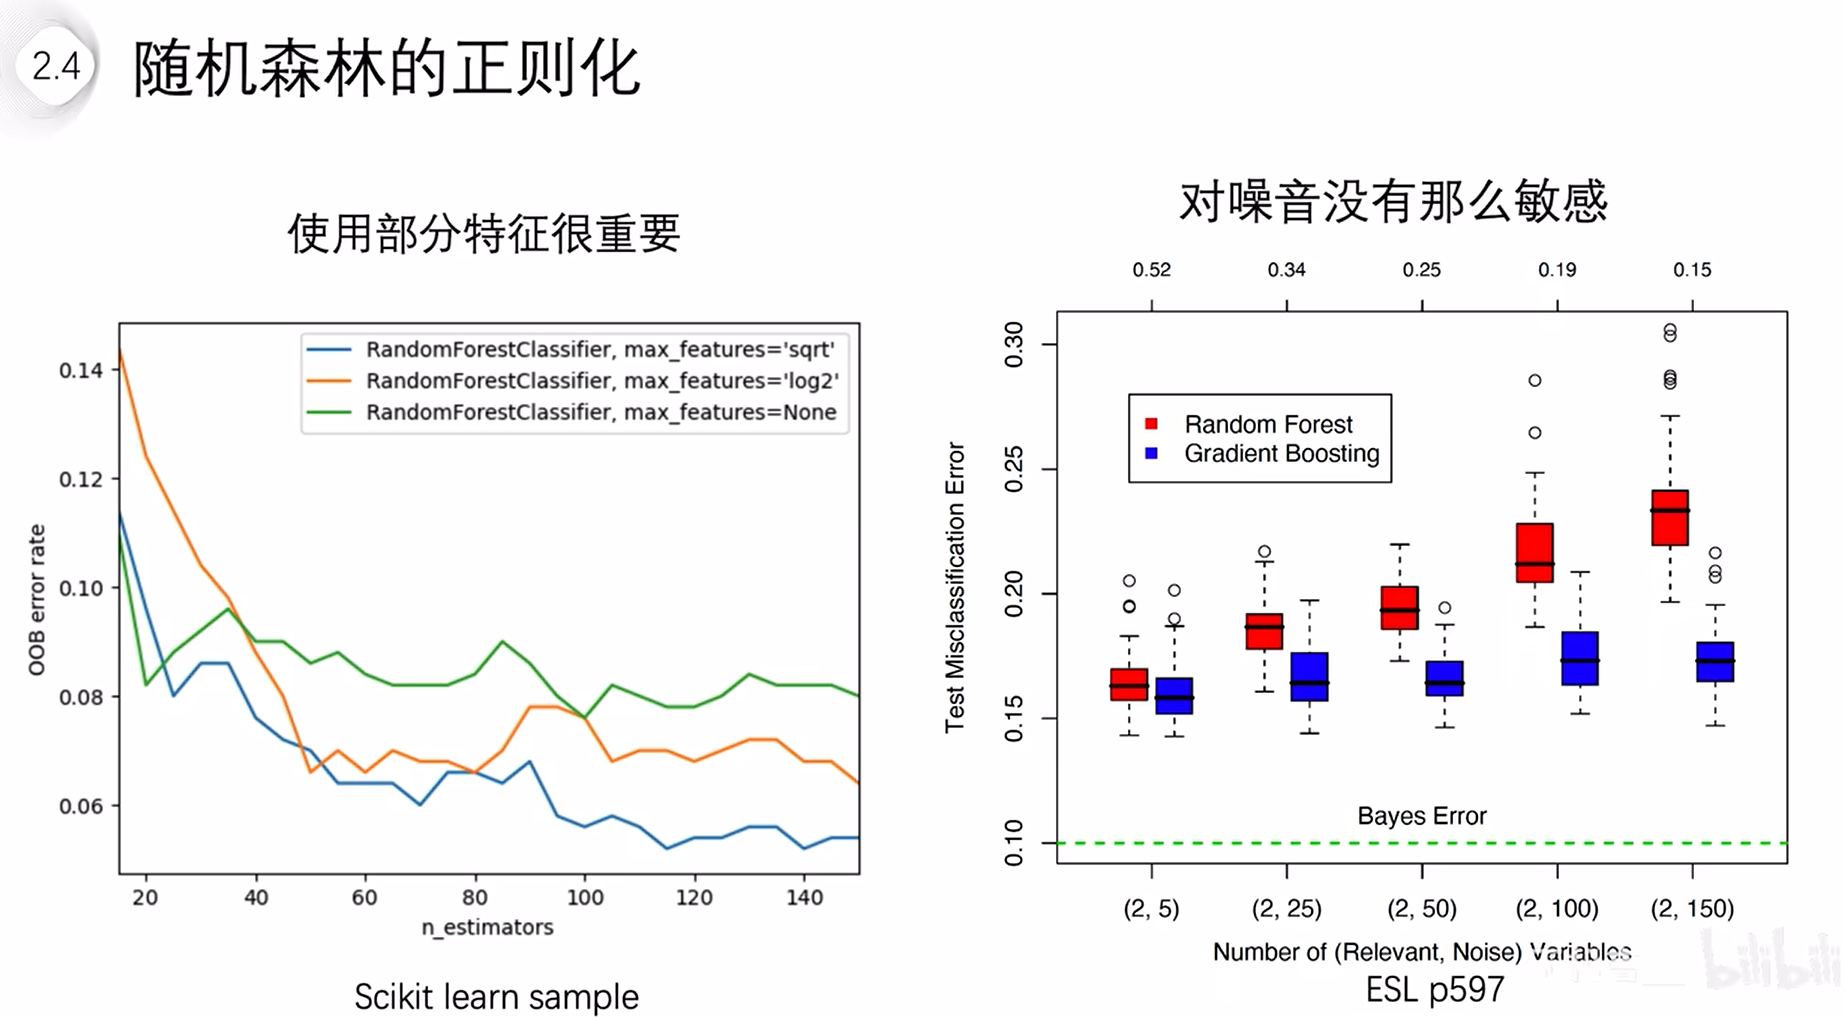 2.4
随机森林的正则化
使用部分特征很重要
RandomForestClassifier, max_features='sqrt'
RandomForestClassifier, max_features='log2'
RandomForestClassifier, max_features=None
OOB error rate
0.14
0.12
0.10
0.08
0.06
20 40 60 80 100 120 140
n_estimators
Scikit learn sample
对噪音没有那么敏感
0.52 0.34 0.25 0.19 0.15
Random Forest
Gradient Boosting
Test Misclassification Error
0.30
0.25
0.20
0.15
0.10
Bayes Error
(2, 5) (2, 25) (2, 50) (2, 100) (2, 150)
Number of (Relevant, Noise) Variables
ESL p597
bilibili